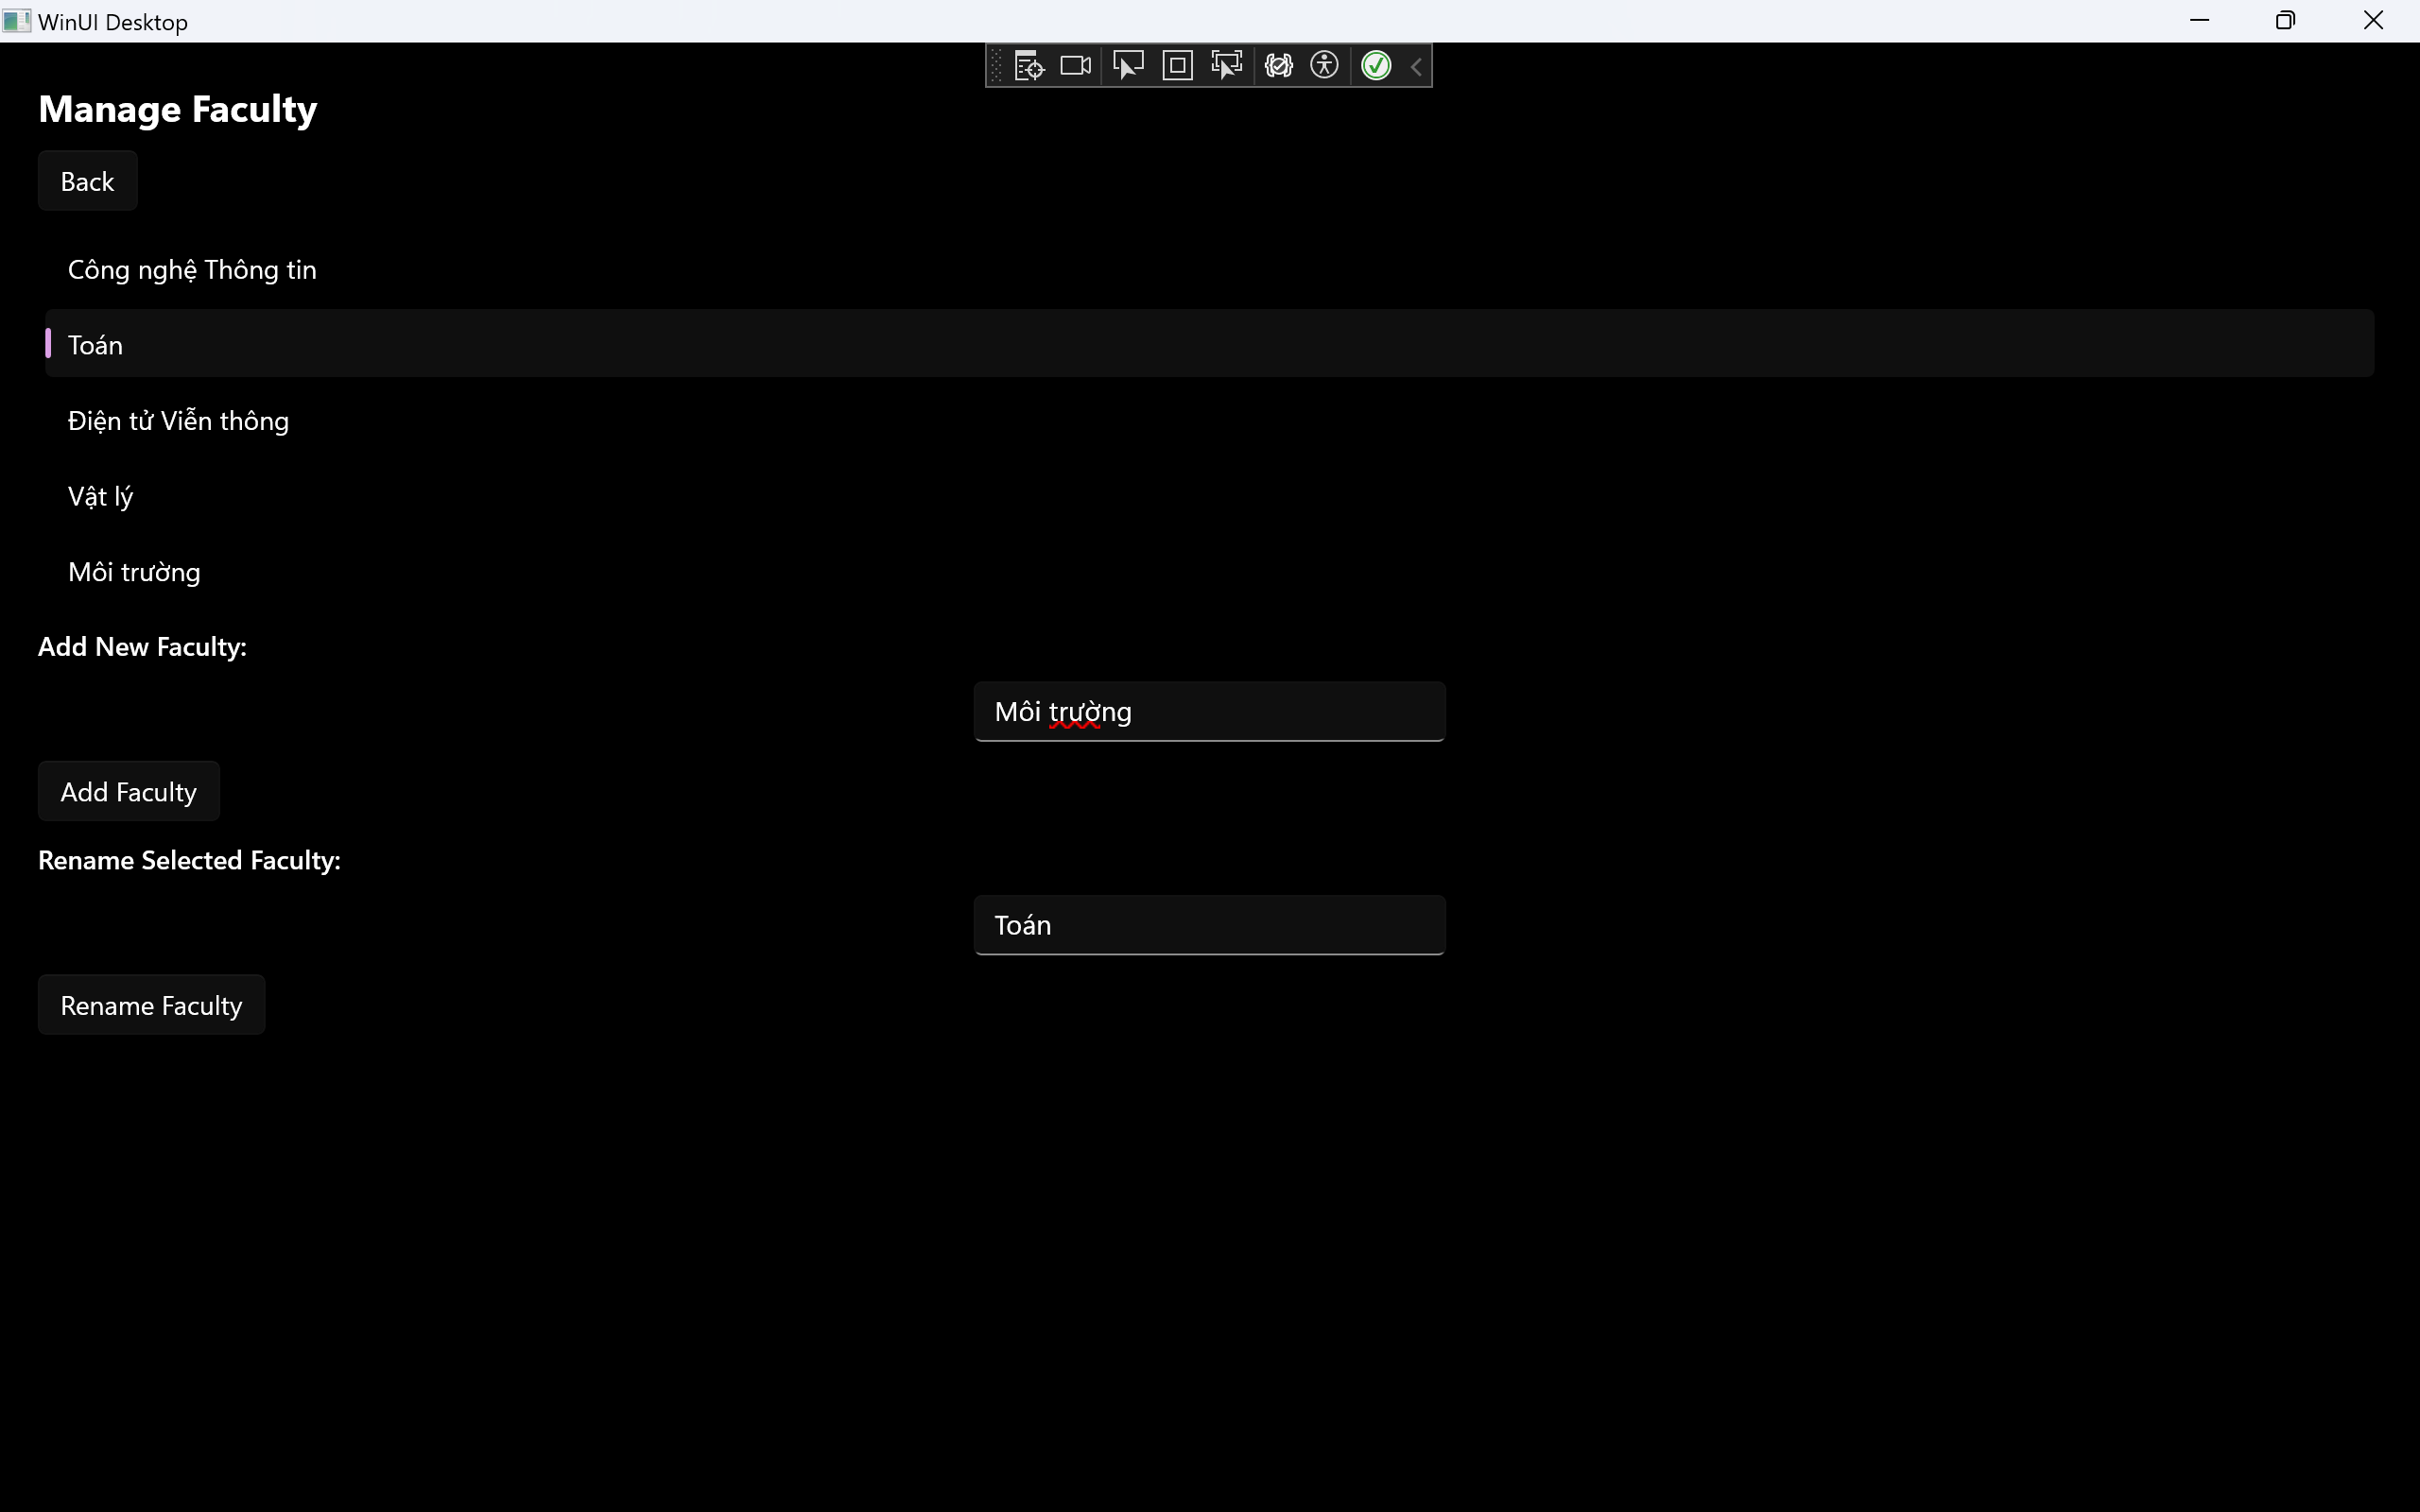 WinUI Desktop
Manage Faculty
Back
Công nghệ Thông tin
Toán
Điện tử Viễn thông
Vật lý
Môi trường
Add New Faculty:
Môi trường
Add Faculty
Rename Selected Faculty:
Toán
Rename Faculty